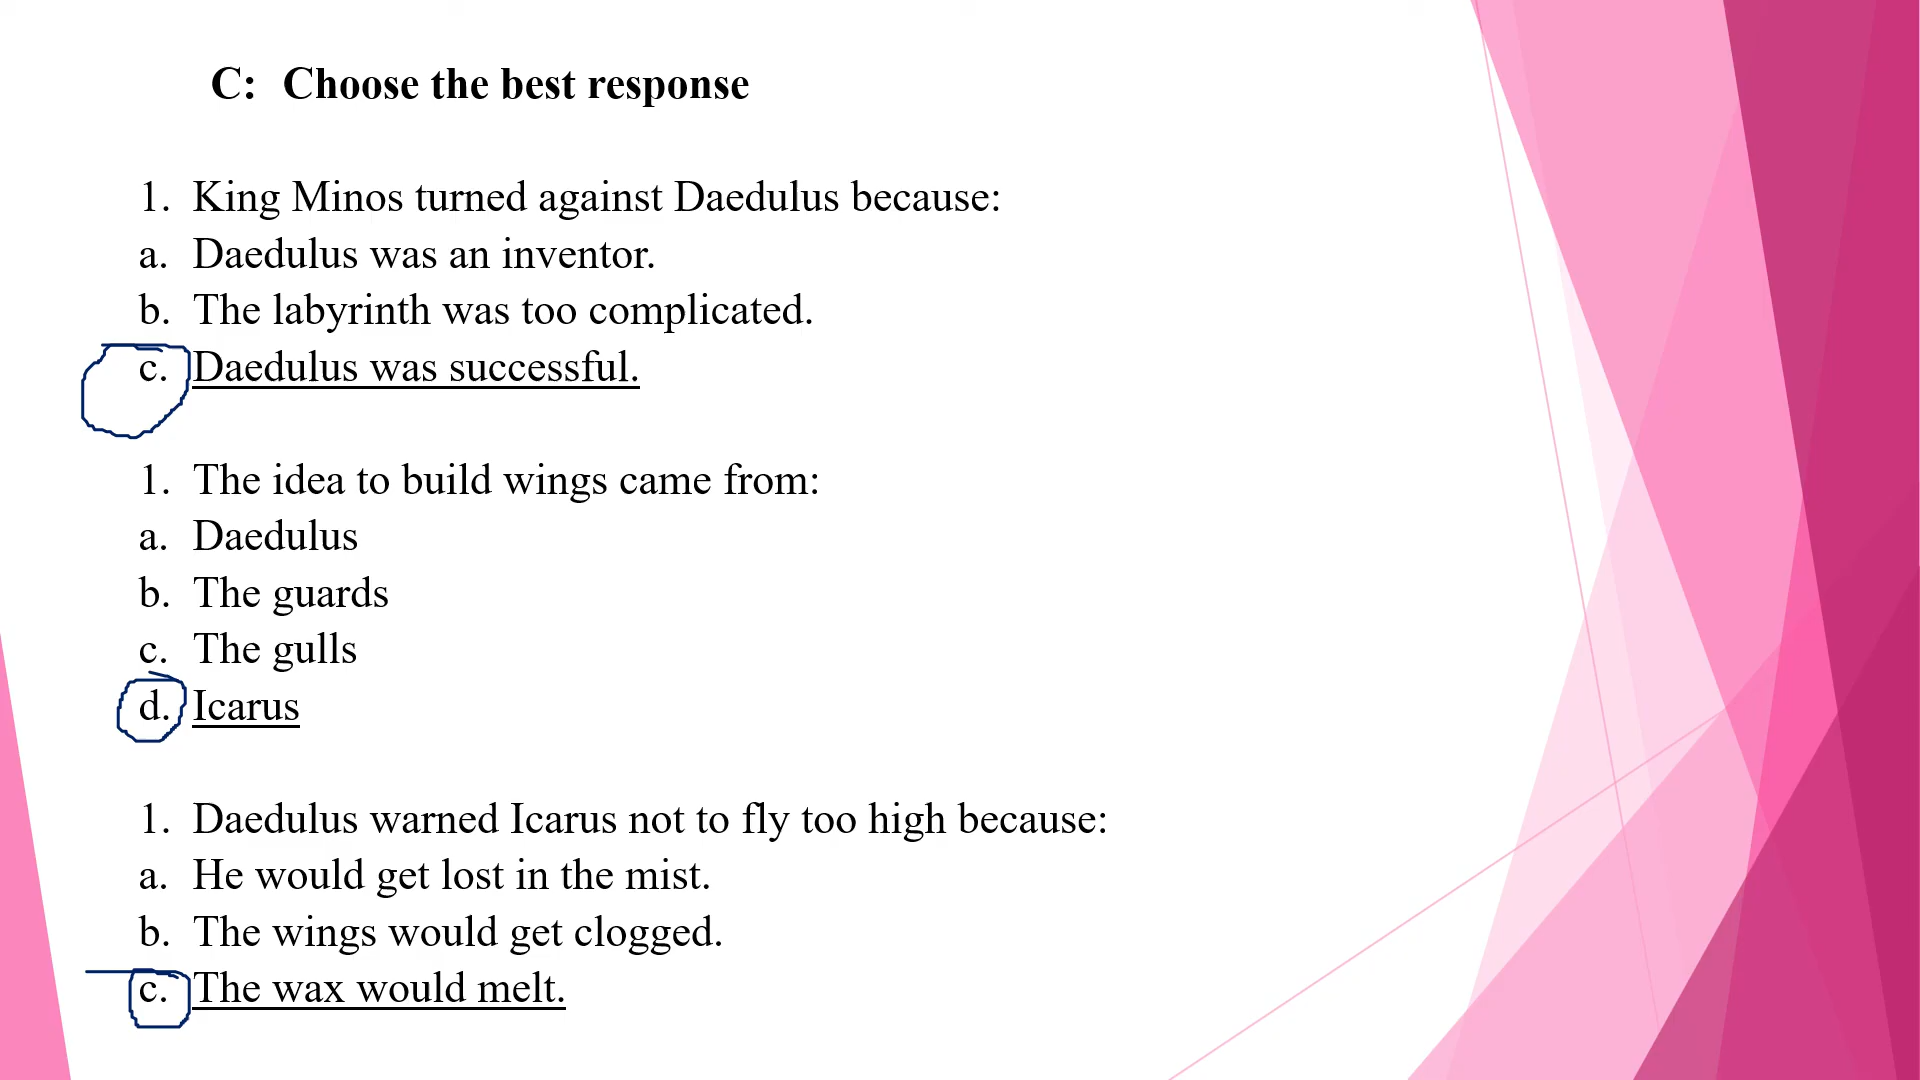 C: Choose the best response
1. King Minos turned against Daedulus because:
a. Daedulus was an inventor.
b. The labyrinth was too complicated.
c. Daedulus was successful.
1. The idea to build wings came from:
a. Daedulus
b. The guards
c. The gulls
d. Icarus
1. Daedulus warned Icarus not to fly too high because:
a. He would get lost in the mist.
b. The wings would get clogged.
c. The wax would melt.